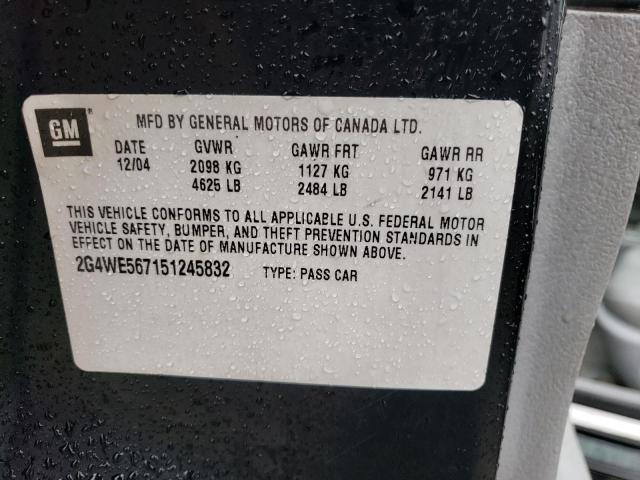 GM
MFD BY GENERAL MOTORS OF CANADA LTD.
DATE GVWR GAWR FRT GAWR RR
12/04 2098 KG 1127 KG 971 KG
4625 LB 2484 LB 2141 LB
THIS VEHICLE CONFORMS TO ALL APPLICABLE U.S. FEDERAL MOTOR
VEHICLE SAFETY, BUMPER, AND THEFT PREVENTION STANDARDS IN
EFFECT ON THE DATE OF MANUFACTURE SHOWN ABOVE.
2G4WE567151245832 TYPE: PASS CAR